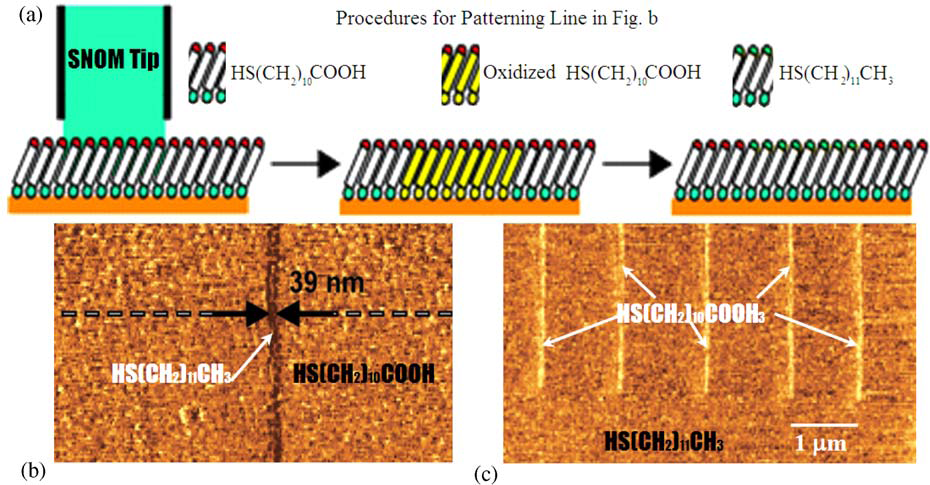 (a)
Procedures for Patterning Line in Fig. b
SNOM Tip
HS(CH₂)₁₀COOH
Oxidized HS(CH₂)₁₀COOH
HS(CH₂)₁₁CH₃
39 nm
HS(CH₂)₁₁CH₃
HS(CH₂)₁₀COOH
(b)
HS(CH₂)₁₀COOH₃
1 μm
HS(CH₂)₁₁CH₃
(c)